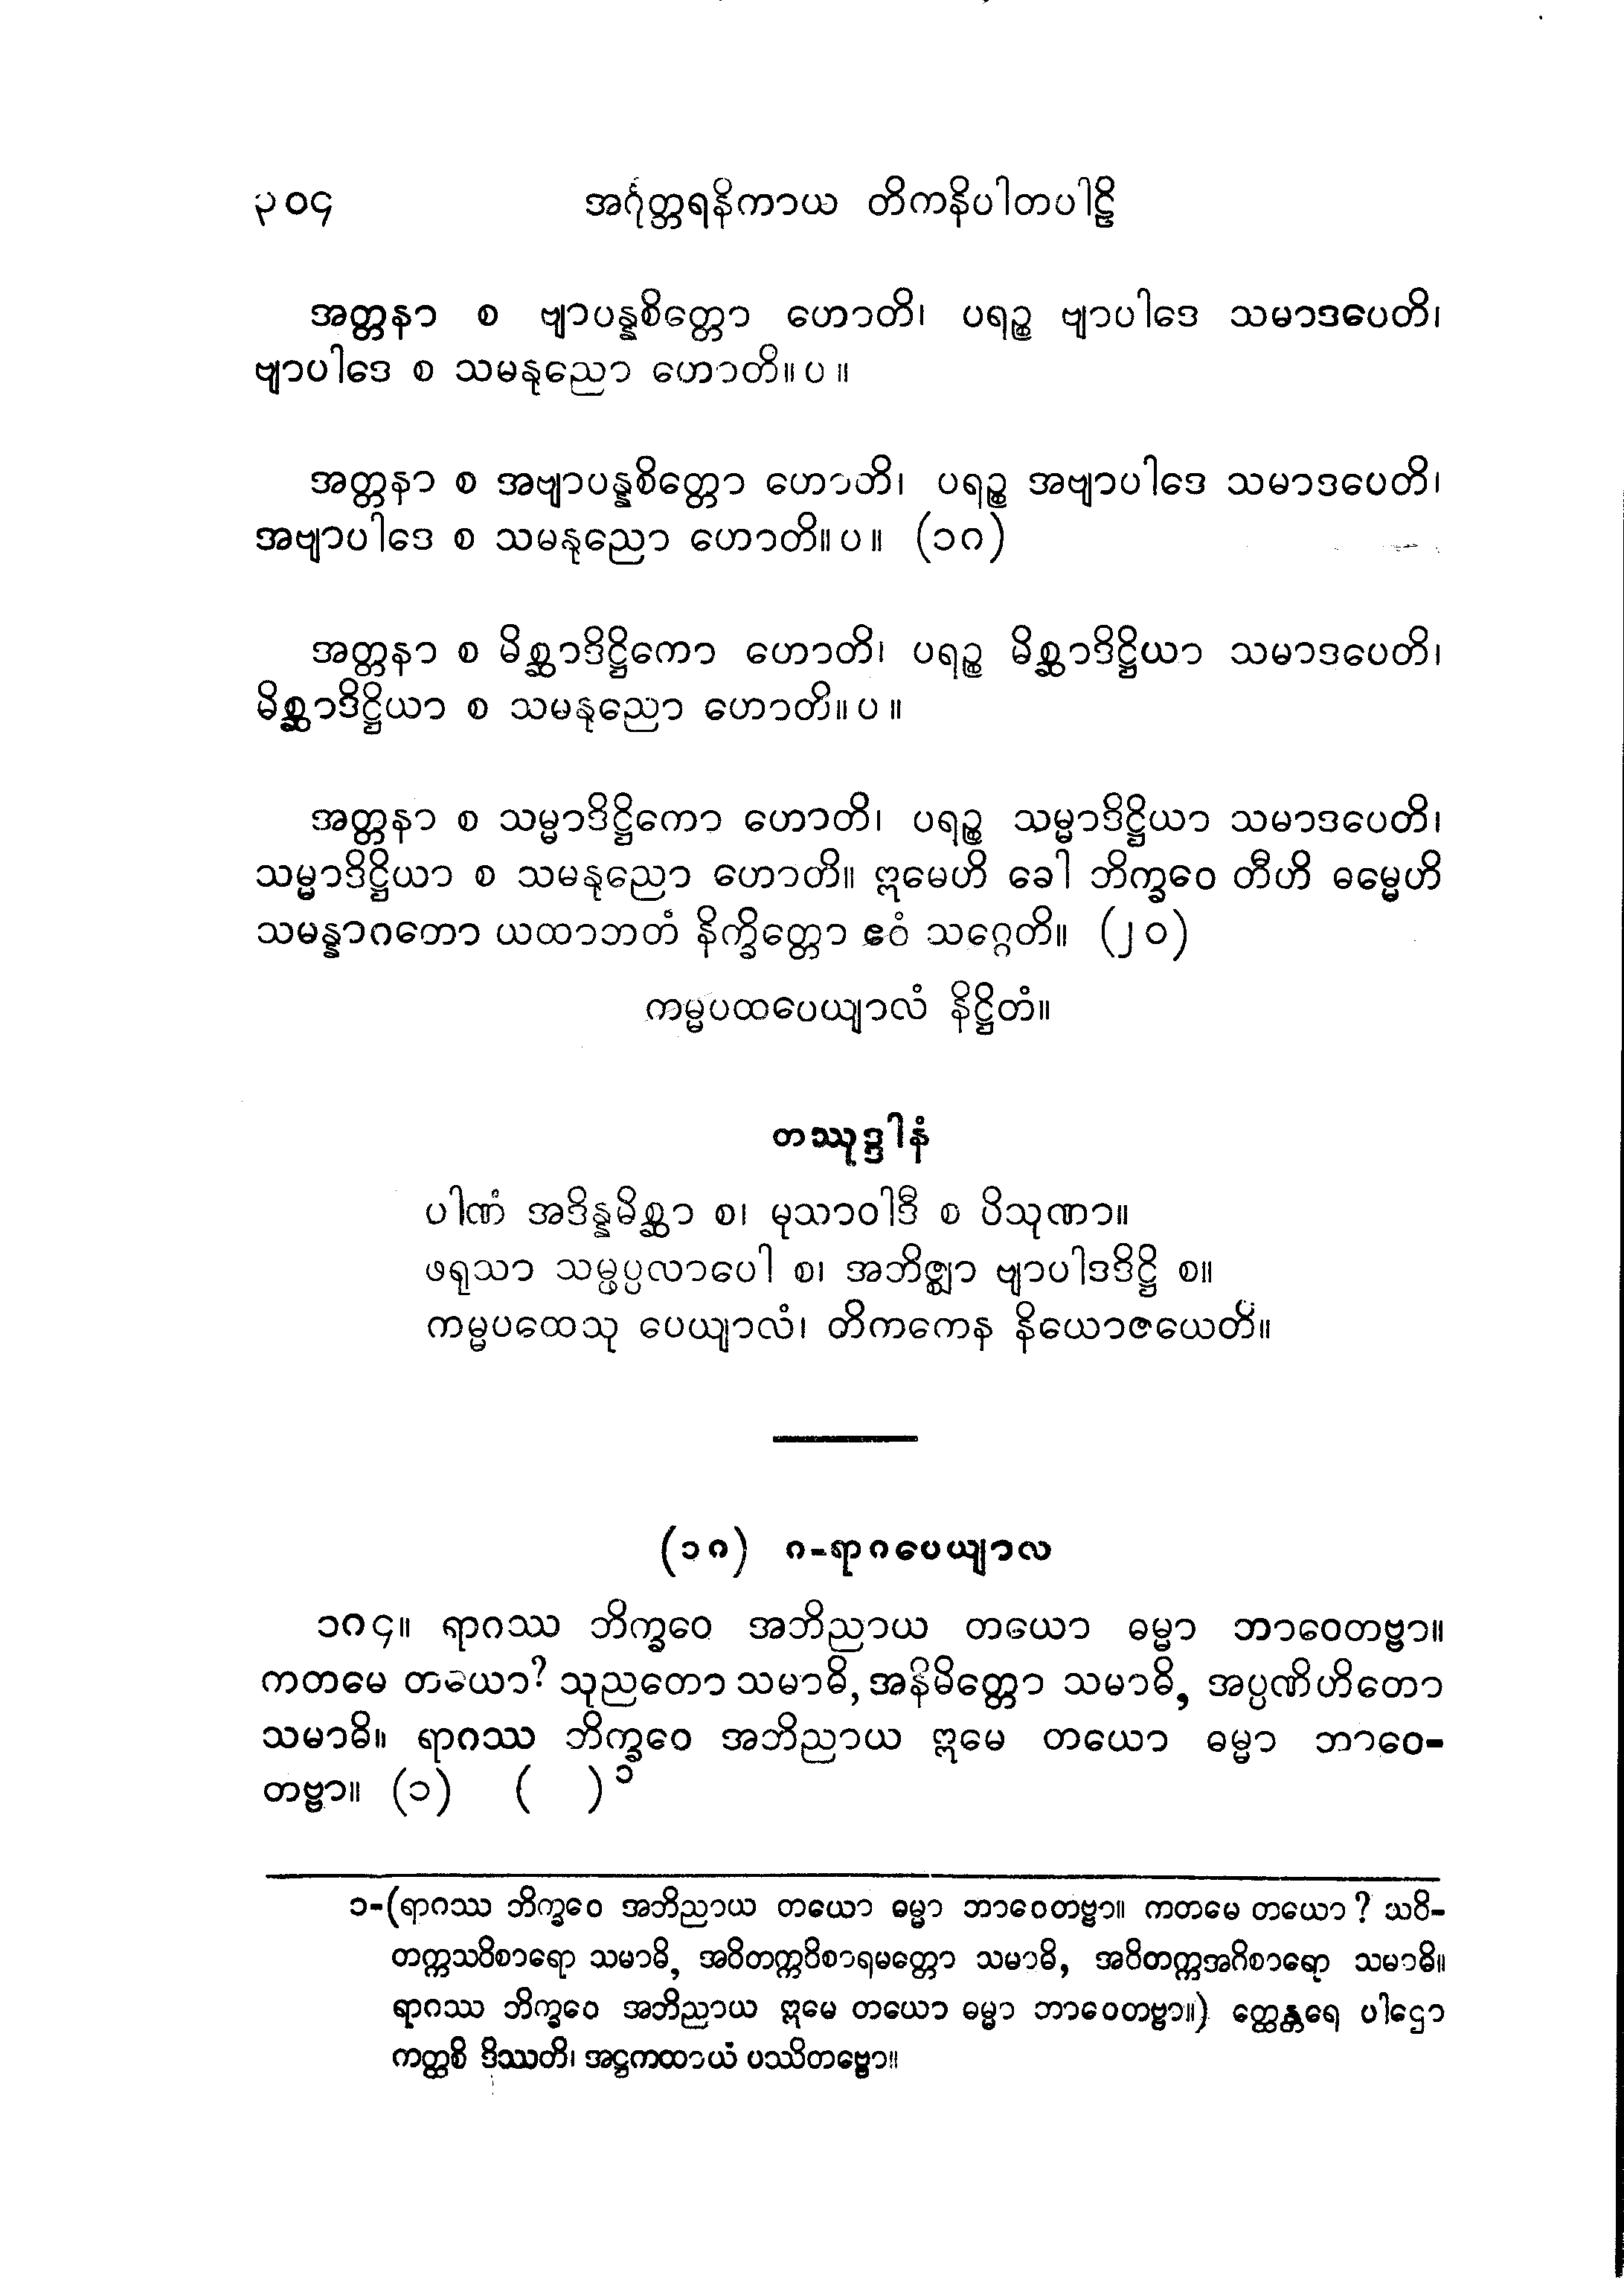 ၃၀၄ အင်္ဂုတ္တရနိကာယ တိကနိပါတပါဠိ
အတ္တနာ စ ဗျာပန္နစိတ္တော ဟောတိ၊ ပရဉ္စ ဗျာပါဒေ သမာဒပေတိ၊
ဗျာပါဒေ စ သမနုညော ဟောတိ။ ပ ။
အတ္တနာ စ အဗျာပန္နစိတ္တော ဟောတိ၊ ပရဉ္စ အဗျာပါဒေ သမာဒပေတိ၊
အဗျာပါဒေ စ သမနုညော ဟောတိ။ ပ။ (၁၈)
အတ္တနာ စ မိစ္ဆာဒိဋ္ဌိကော ဟောတိ၊ ပရဉ္စ မိစ္ဆာဒိဋ္ဌိယာ သမာဒပေတိ၊
မိစ္ဆာဒိဋ္ဌိယာ စ သမနုညော ဟောတိ။ ပ ။
အတ္တနာ စ သမ္မာဒိဋ္ဌိကော ဟောတိ၊ ပရဉ္စ သမ္မာဒိဋ္ဌိယာ သမာဒပေတိ၊
သမ္မာဒိဋ္ဌိယာ စ သမနုညော ဟောတိ။ ဣမေဟိ ခေါ ဘိက္ခဝေ တီဟိ ဓမ္မေဟိ
သမန္နာဂတော ယထာဘတံ နိက္ခိတ္တော ဧဝံ သဂ္ဂေတိ။ (၂၀)
ကမ္မပထပေယျာလံ နိဋ္ဌိတံ။
တဿုဒ္ဒါနံ
ပါဏံ အဒိန္နမိစ္ဆာ စ၊ မုသာဝါဒီ စ ပိသုဏာ။
ဖရုသာ သမ္ဖပ္ပလာပေါ စ၊ အဘိဇ္ဈာ ဗျာပါဒဒိဋ္ဌိ စ။
ကမ္မပထေသု ပေယျာလံ၊ တိကကေန နိယောဇယေတိ။
(၁၈) ဂ-ရာဂပေယျာလ
၁၈၄။ ရာဂဿ ဘိက္ခဝေ အဘိညာယ တယော ဓမ္မာ ဘာဝေတဗ္ဗာ။
ကတမေ တယော? သုညတော သမာဓိ, အနိမိတ္တော သမာဓိ, အပ္ပဏိဟိတော
သမာဓိ။ ရာဂဿ ဘိက္ခဝေ အဘိညာယ ဣမေ တယော ဓမ္မာ ဘာဝေ-
တဗ္ဗာ။ (၁) ( )၁
၁-(ရာဂဿ ဘိက္ခဝေ အဘိညာယ တယော ဓမ္မာ ဘာဝေတဗ္ဗာ။ ကတမေ တယော? သဝိ-
တက္ကသဝိစာရော သမာဓိ, အဝိတက္ကဝိစာရမတ္တော သမာဓိ, အဝိတက္ကအဝိစာရော သမာဓိ။
ရာဂဿ ဘိက္ခဝေ အဘိညာယ ဣမေ တယော ဓမ္မာ ဘာဝေတဗ္ဗာ။) ဧတ္ထန္တရေ ပါဌော
ကတ္ထစိ ဒိဿတိ၊ အဋ္ဌကထာယံ ပဿိတဗ္ဗော။